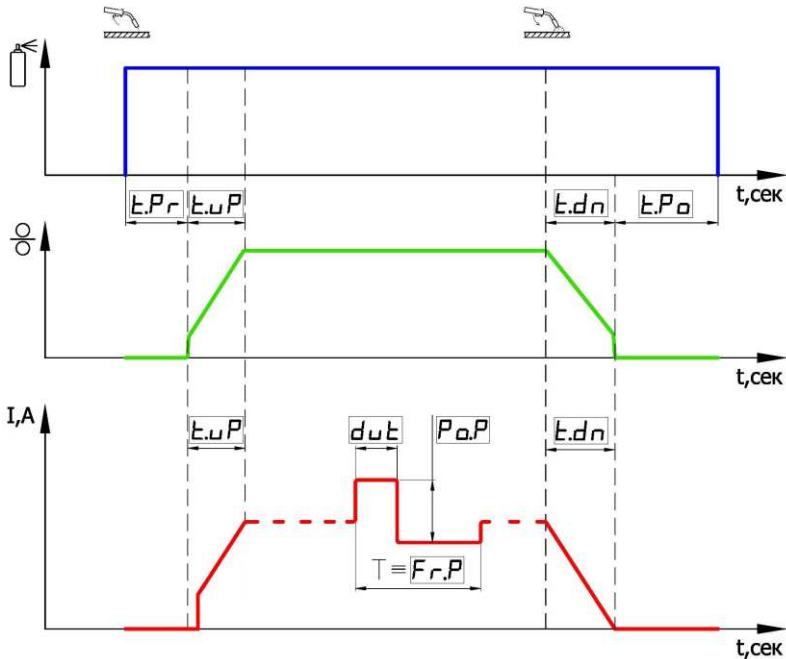 t.Pr t.uP t.dn t.Po t,сек
t,сек
I,A
t.uP dut Po.P t.dn
T ≡ Fr.P
t,сек